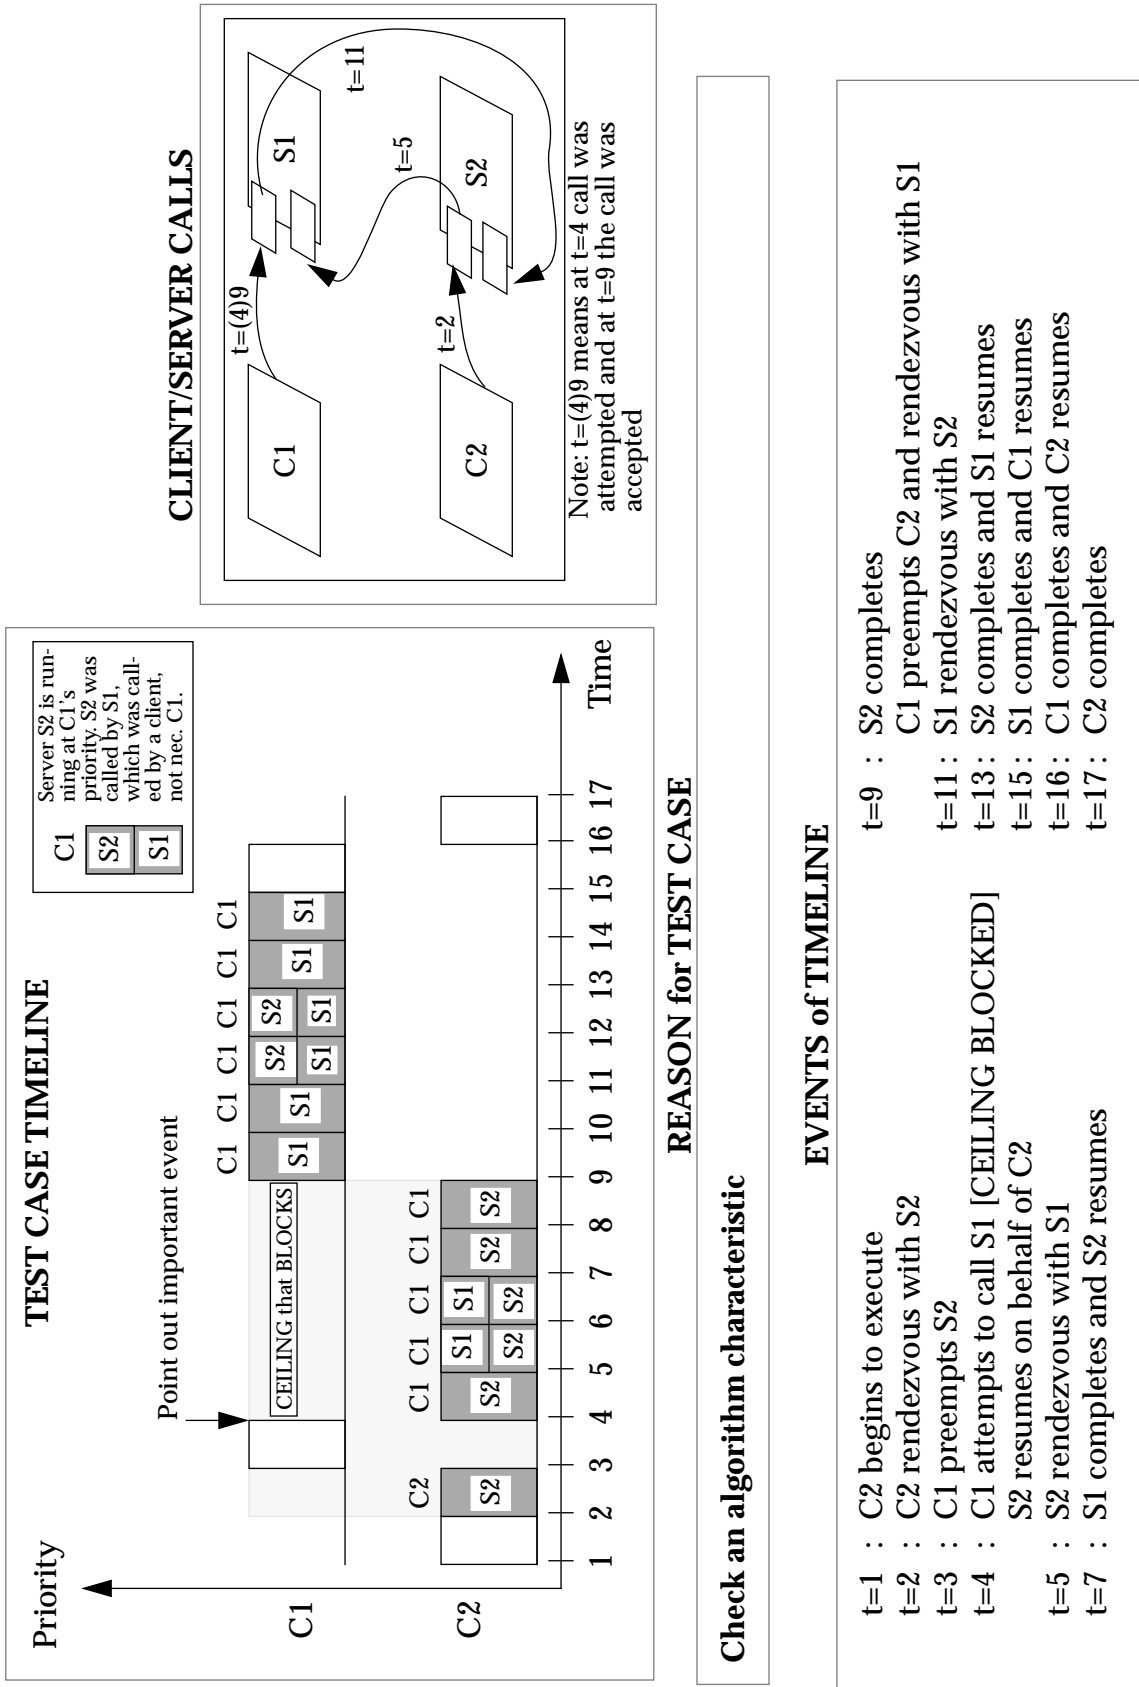 TEST CASE TIMELINE
Priority
Point out important event
C1
S2
S1
Server S2 is run-
ning at C1's
priority. S2 was
called by S1,
which was call-
ed by a client,
not nec. C1.
C1
CEILING that BLOCKS
C1 C1 C1 C1 C1 C1
S1 S1 S2 S2 S1 S1
S1 S1
C2
C2 C1 C1 C1 C1 C1
S2 S2 S1 S1 S2 S2
S2 S2
1 2 3 4 5 6 7 8 9 10 11 12 13 14 15 16 17
Time
CLIENT/SERVER CALLS
C1
t=(4)9
S1
t=11
t=5
C2
t=2
S2
Note: t=(4)9 means at t=4 call was
attempted and at t=9 the call was
accepted
REASON for TEST CASE
Check an algorithm characteristic
EVENTS of TIMELINE
t=1 : C2 begins to execute
t=2 : C2 rendezvous with S2
t=3 : C1 preempts S2
t=4 : C1 attempts to call S1 [CEILING BLOCKED]
S2 resumes on behalf of C2
t=5 : S2 rendezvous with S1
t=7 : S1 completes and S2 resumes
t=9 : S2 completes
C1 preempts C2 and rendezvous with S1
t=11 : S1 rendezvous with S2
t=13 : S2 completes and S1 resumes
t=15 : S1 completes and C1 resumes
t=16 : C1 completes and C2 resumes
t=17 : C2 completes